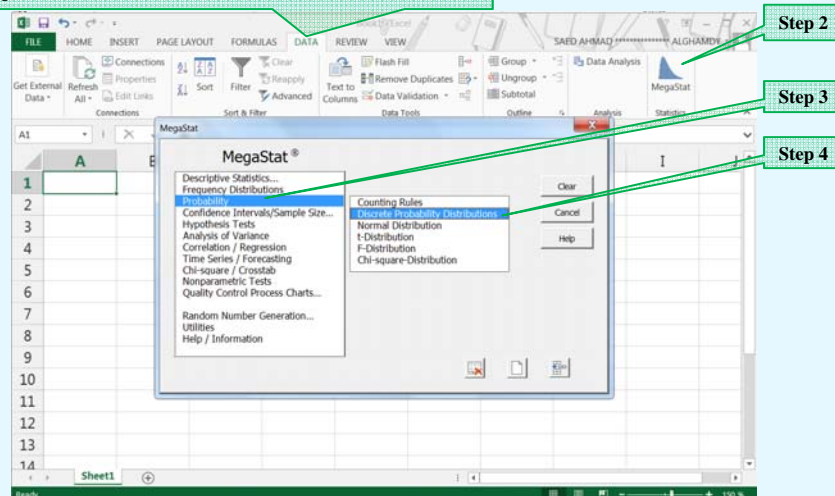 Step 2
FILE HOME INSERT PAGE LAYOUT FORMULAS DATA REVIEW VIEW SAED AHMAD ALGHAMDY
Connections
Properties
Edit Links
Get External Data
Refresh All
Sort
Filter
Clear
Reapply
Advanced
Text to Columns
Flash Fill
Remove Duplicates
Data Validation
Group
Ungroup
Subtotal
Data Analysis
MegaStat
Connections Sort & Filter Data Tools Outline Analysis Statistics
Step 3
A1
MegaStat
Step 4
A I J
MegaStat ®
Descriptive Statistics...
Frequency Distributions
Probability
Confidence Intervals/Sample Size...
Hypothesis Tests
Analysis of Variance
Correlation / Regression
Time Series / Forecasting
Chi-square / Crosstab
Nonparametric Tests
Quality Control Process Charts...
Random Number Generation...
Utilities
Help / Information
Counting Rules
Discrete Probability Distributions
Normal Distribution
t-Distribution
F-Distribution
Chi-square-Distribution
Clear
Cancel
Help
1
2
3
4
5
6
7
8
9
10
11
12
13
14
Sheet1
Ready
150 %